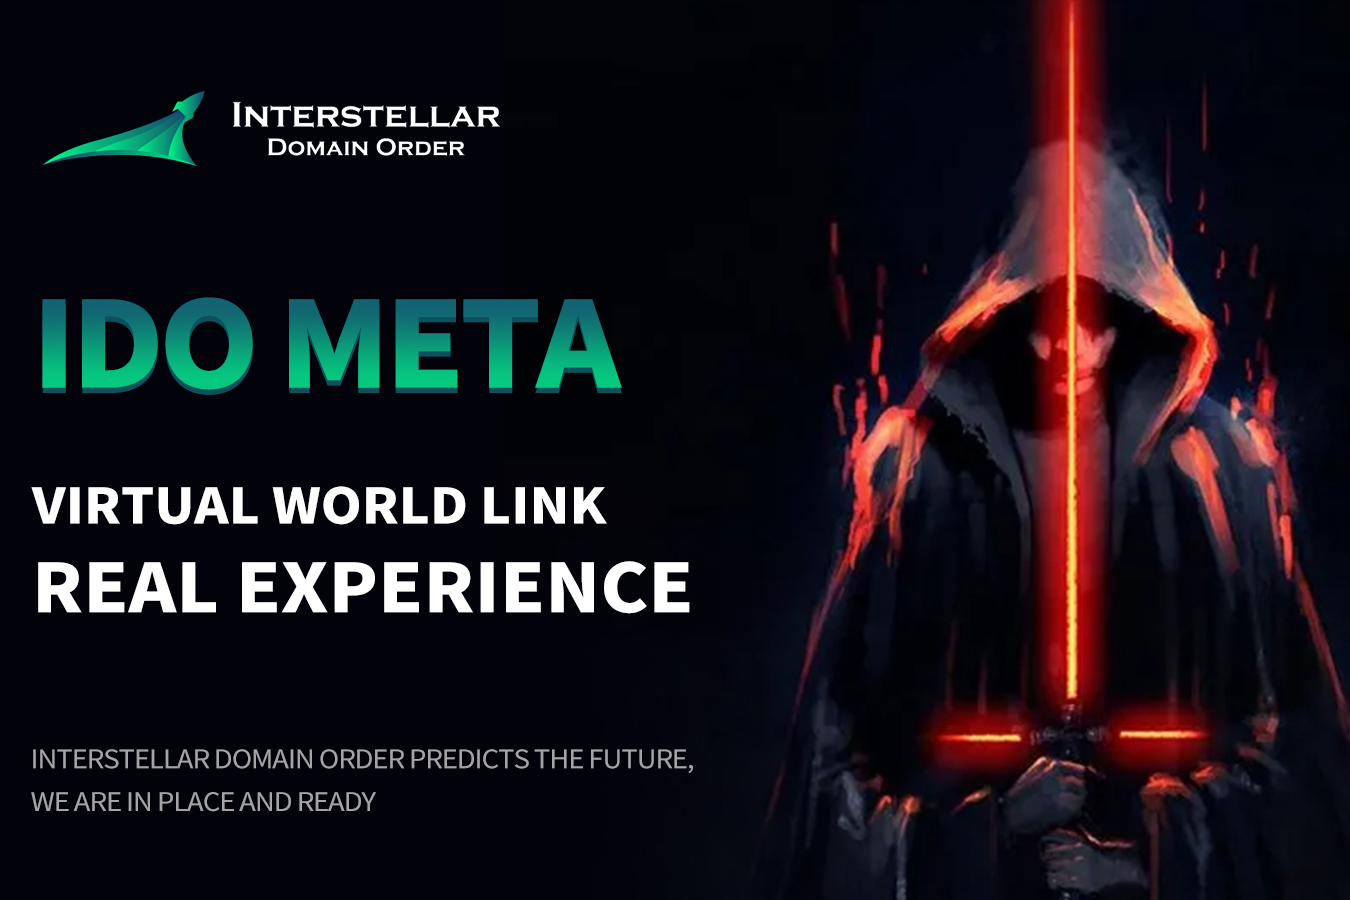 INTERSTELLAR
DOMAIN ORDER
IDO META
VIRTUAL WORLD LINK
REAL EXPERIENCE
INTERSTELLAR DOMAIN ORDER PREDICTS THE FUTURE,
WE ARE IN PLACE AND READY